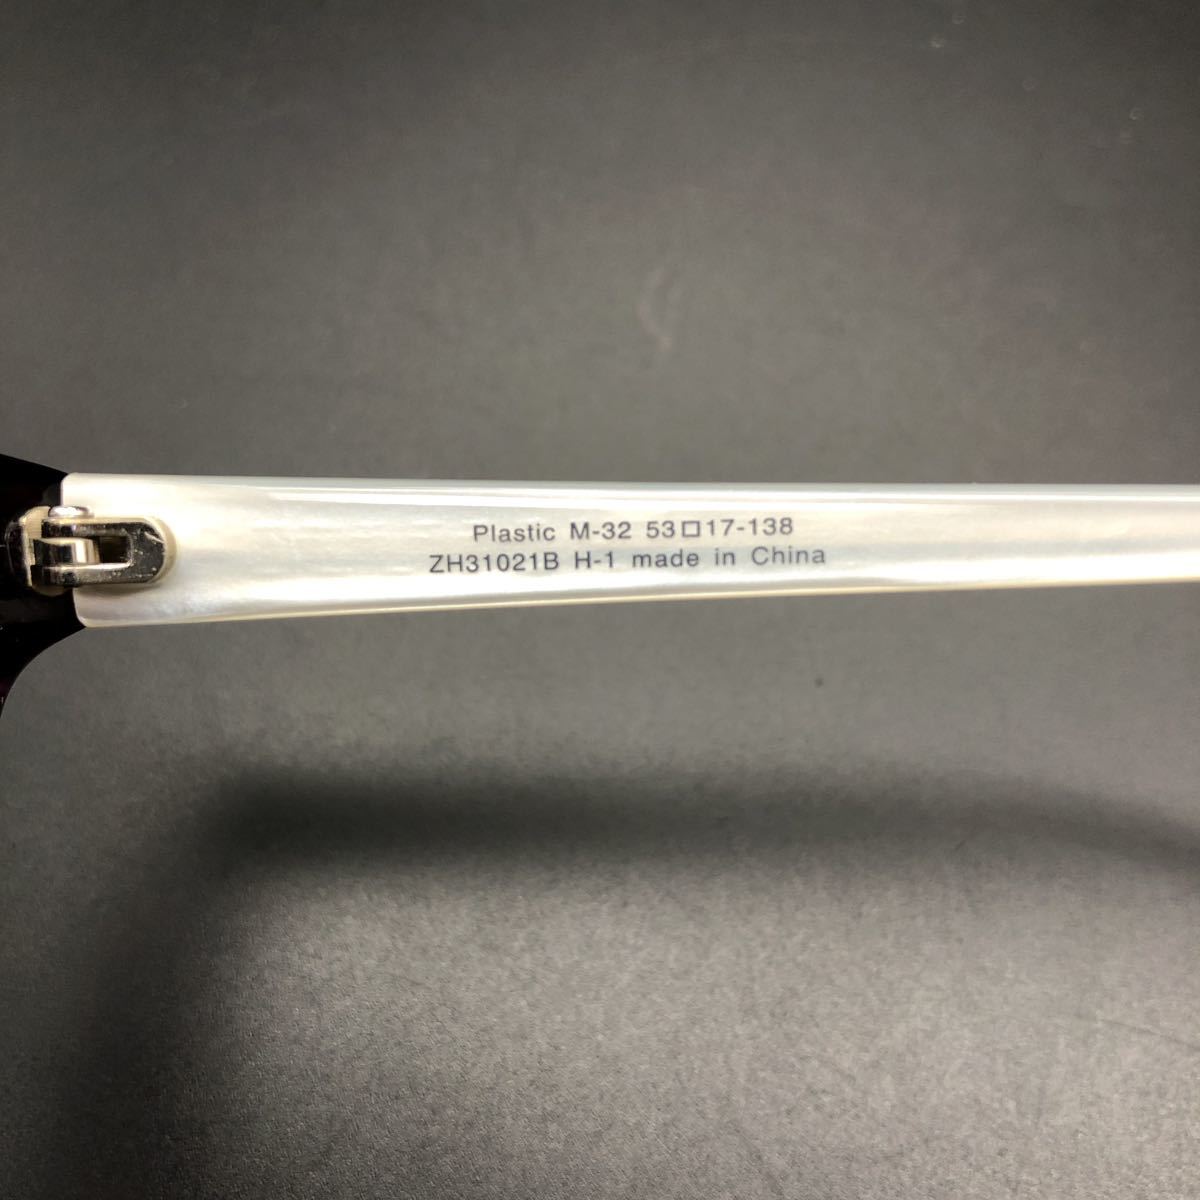 Plastic M-32 53□17-138
ZH31021B H-1 made in China